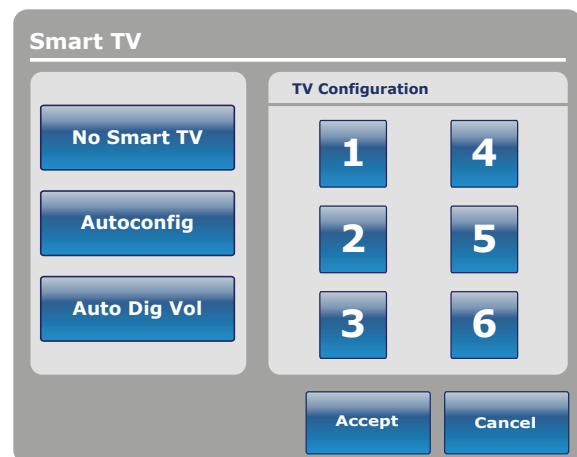 Smart TV
No Smart TV
Autoconfig
Auto Dig Vol
TV Configuration
1 4
2 5
3 6
Accept Cancel